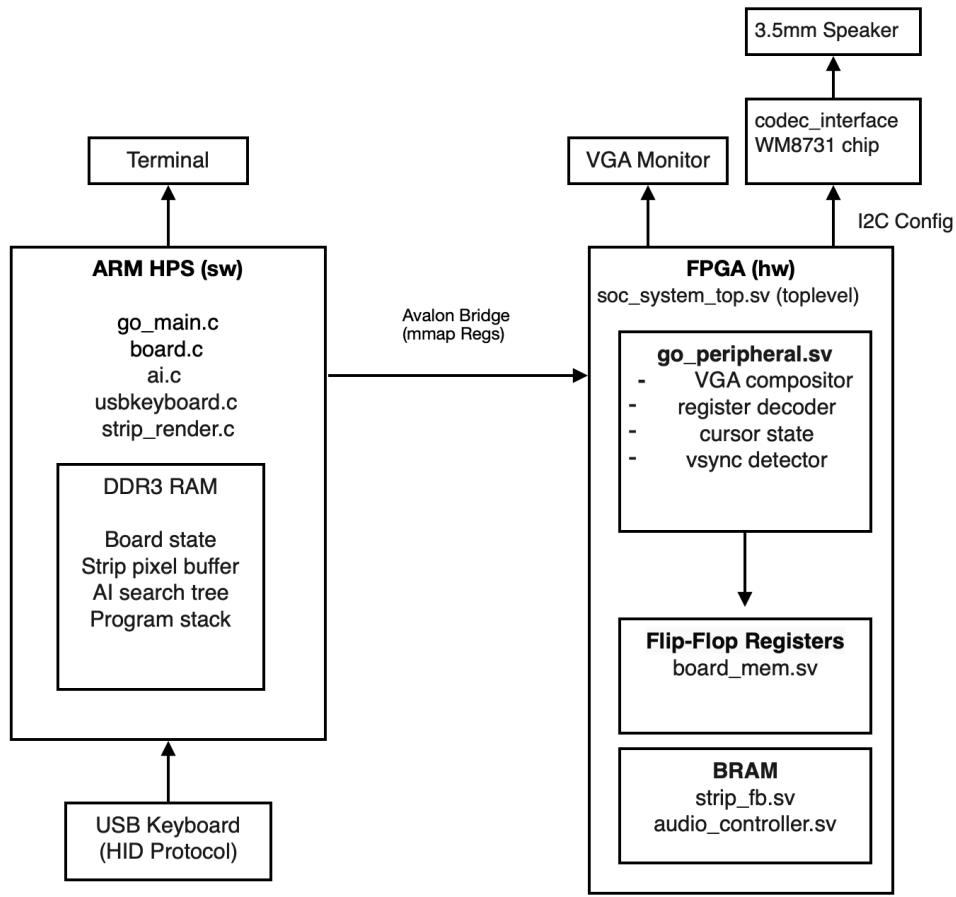 3.5mm Speaker
codec_interface
WM8731 chip
Terminal
VGA Monitor
I2C Config
ARM HPS (sw)
go_main.c
board.c
ai.c
usbkeyboard.c
strip_render.c
DDR3 RAM
Board state
Strip pixel buffer
AI search tree
Program stack
USB Keyboard
(HID Protocol)
Avalon Bridge
(mmap Regs)
FPGA (hw)
soc_system_top.sv (toplevel)
go_peripheral.sv
- VGA compositor
- register decoder
- cursor state
- vsync detector
Flip-Flop Registers
board_mem.sv
BRAM
strip_fb.sv
audio_controller.sv